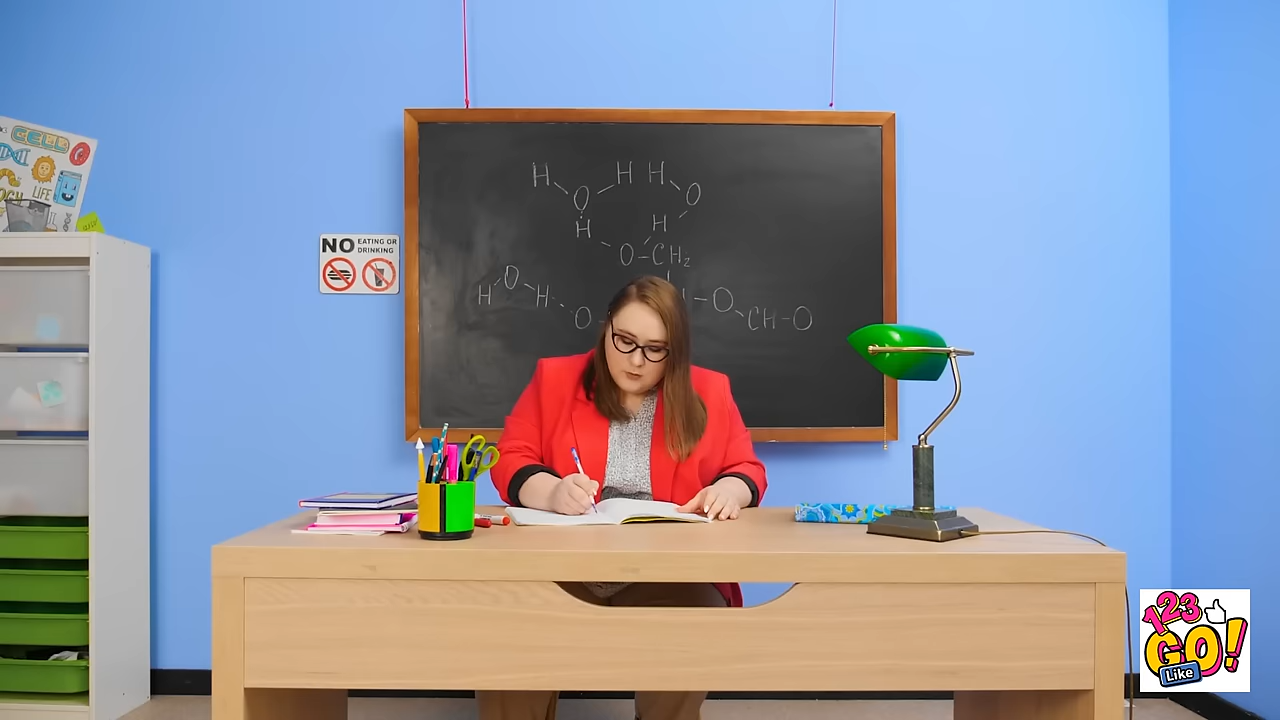 CELL
LIFE
NO EATING OR
DRINKING
H H H O
O
H H
O-CH₂
O
H H -O
O CH-O
123
GO!
Like